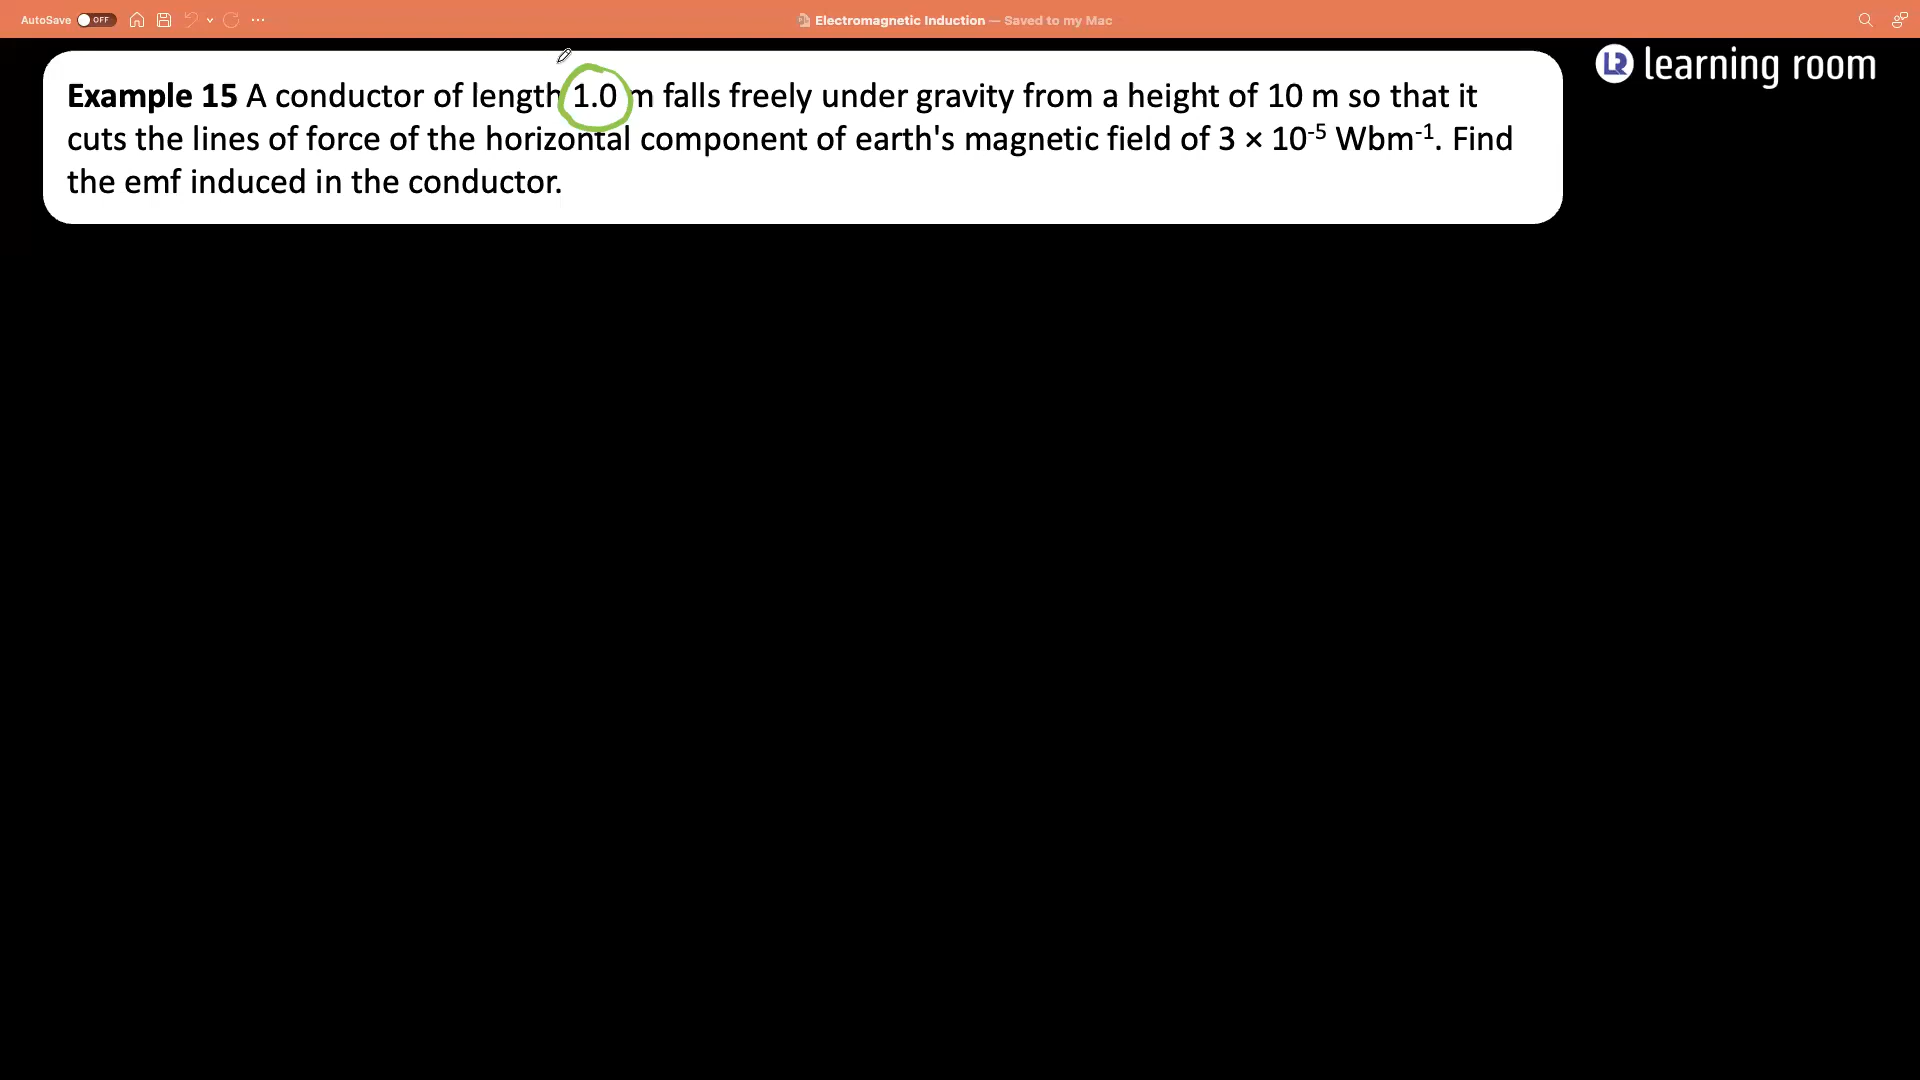 AutoSave OFF
Electromagnetic Induction — Saved to my Mac
learning room
Example 15 A conductor of length 1.0 m falls freely under gravity from a height of 10 m so that it
cuts the lines of force of the horizontal component of earth's magnetic field of 3 × 10⁻⁵ Wbm⁻¹. Find
the emf induced in the conductor.